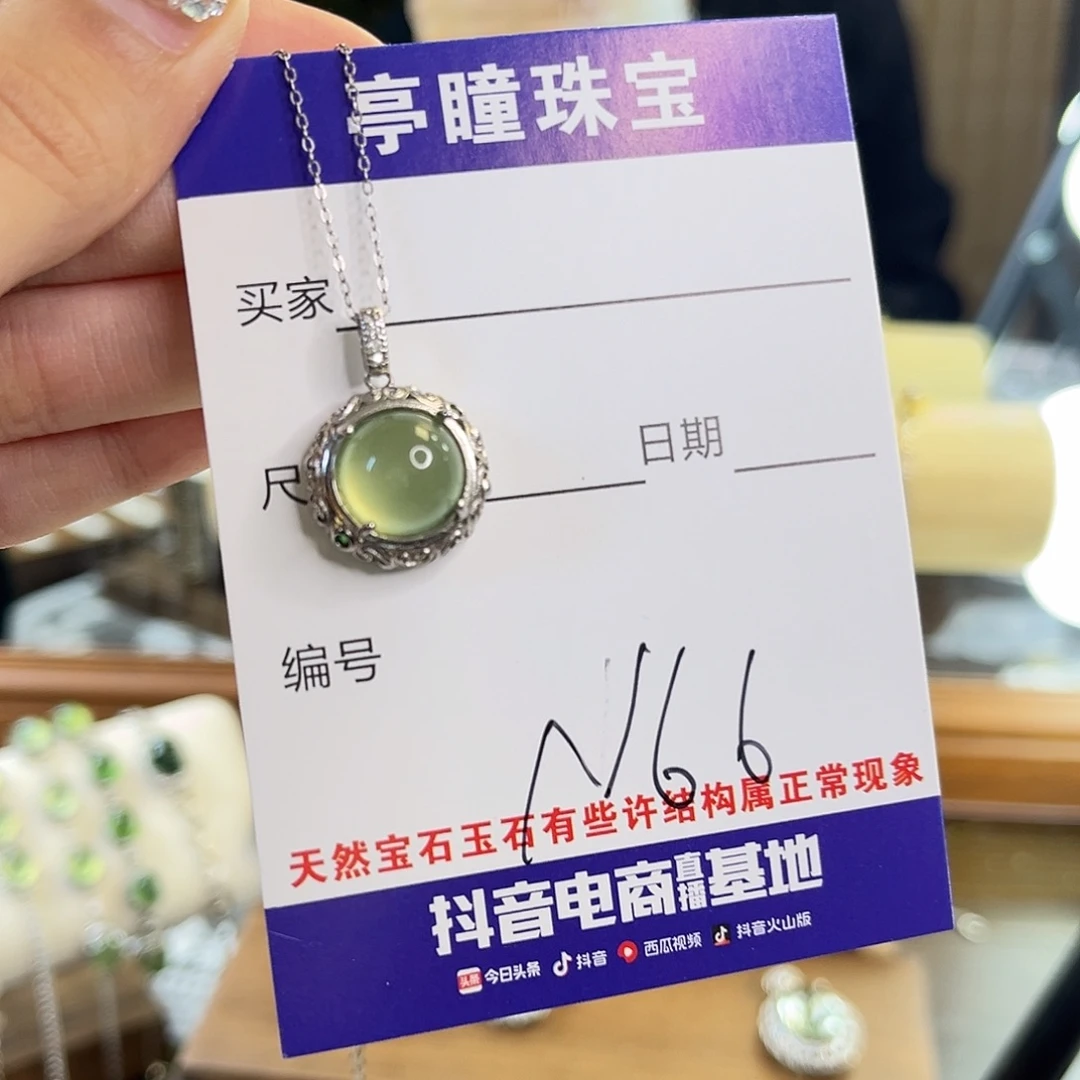 亭瞳珠宝
买家
尺
日期
编号
N66
天然宝石玉石有些许结构属正常现象
抖音电商直播基地
头条 今日头条 抖音 西瓜视频 抖音火山版